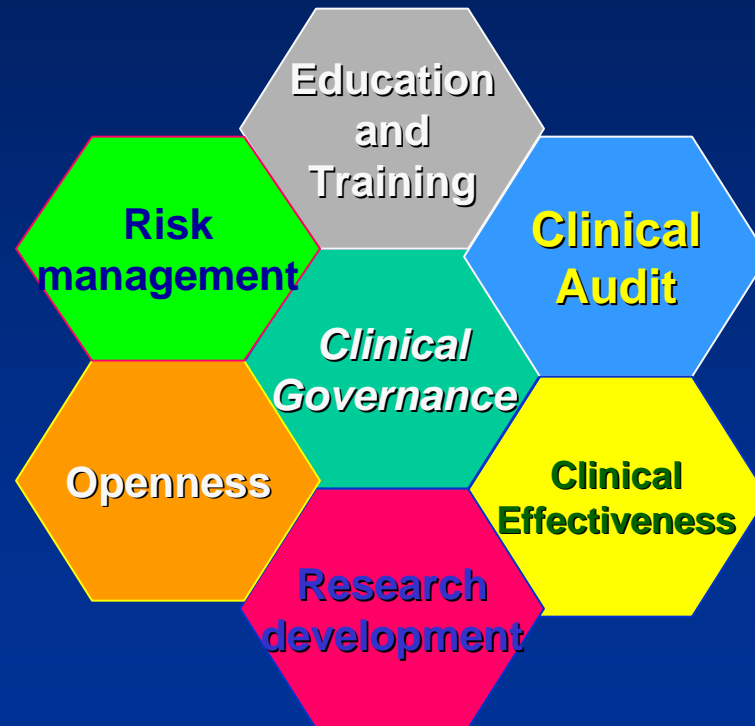 Education
and
Training
Risk
management
Clinical
Audit
Clinical
Governance
Openness
Clinical
Effectiveness
Research
development